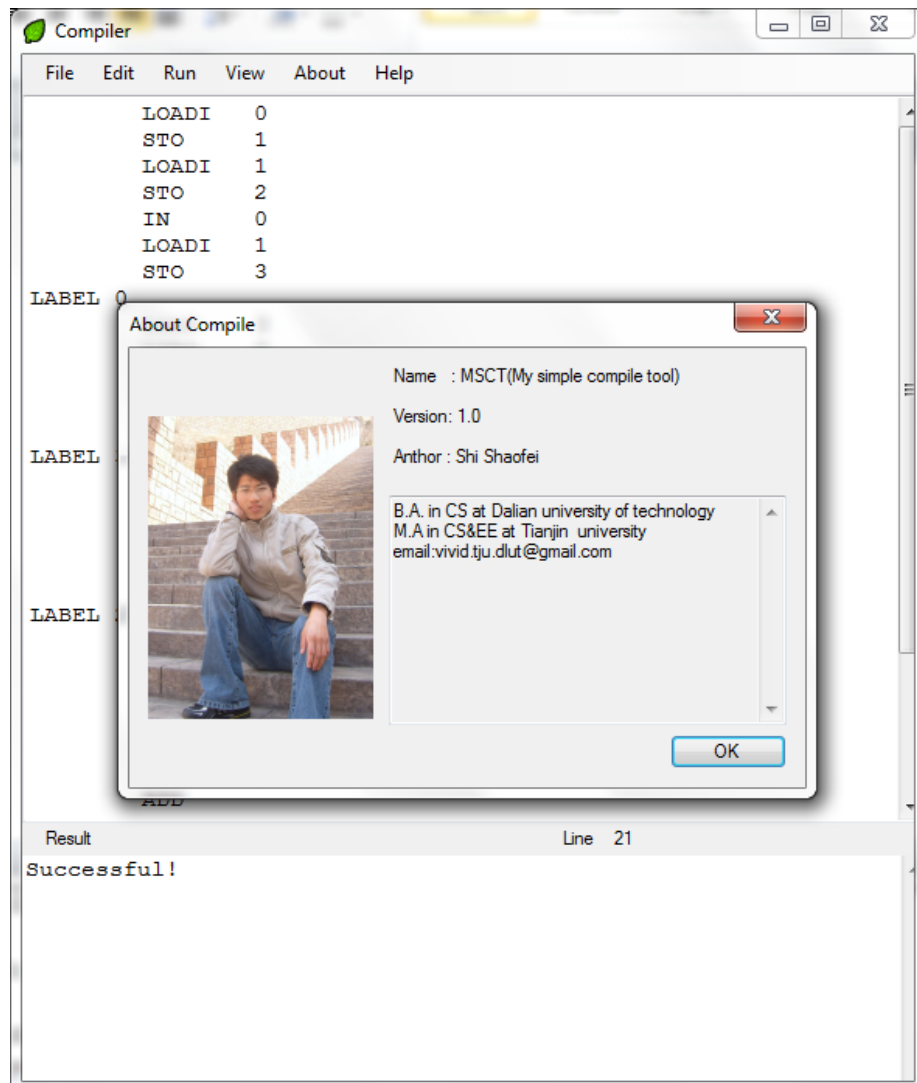 Compiler
File Edit Run View About Help
LOADI 0
STO 1
LOADI 1
STO 2
IN 0
LOADI 1
STO 3
LABEL 0
About Compile
Name : MSCT(My simple compile tool)
Version: 1.0
Anthor : Shi Shaofei
B.A. in CS at Dalian university of technology
M.A in CS&EE at Tianjin university
email:vivid.tju.dlut@gmail.com
LABEL
LABEL
OK
ADD
Result Line 21
Successful!